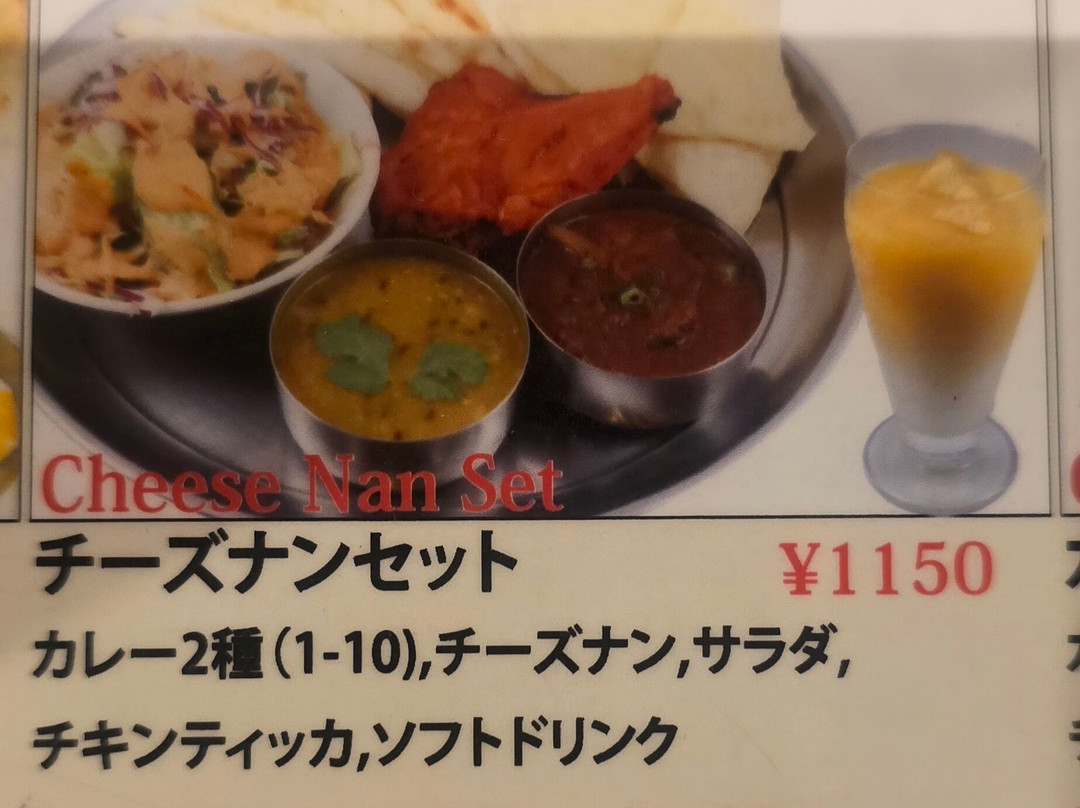 Cheese Nan Set
チーズナンセット ¥1150
カレー2種(1-10),チーズナン,サラダ,
チキンティッカ,ソフトドリンク